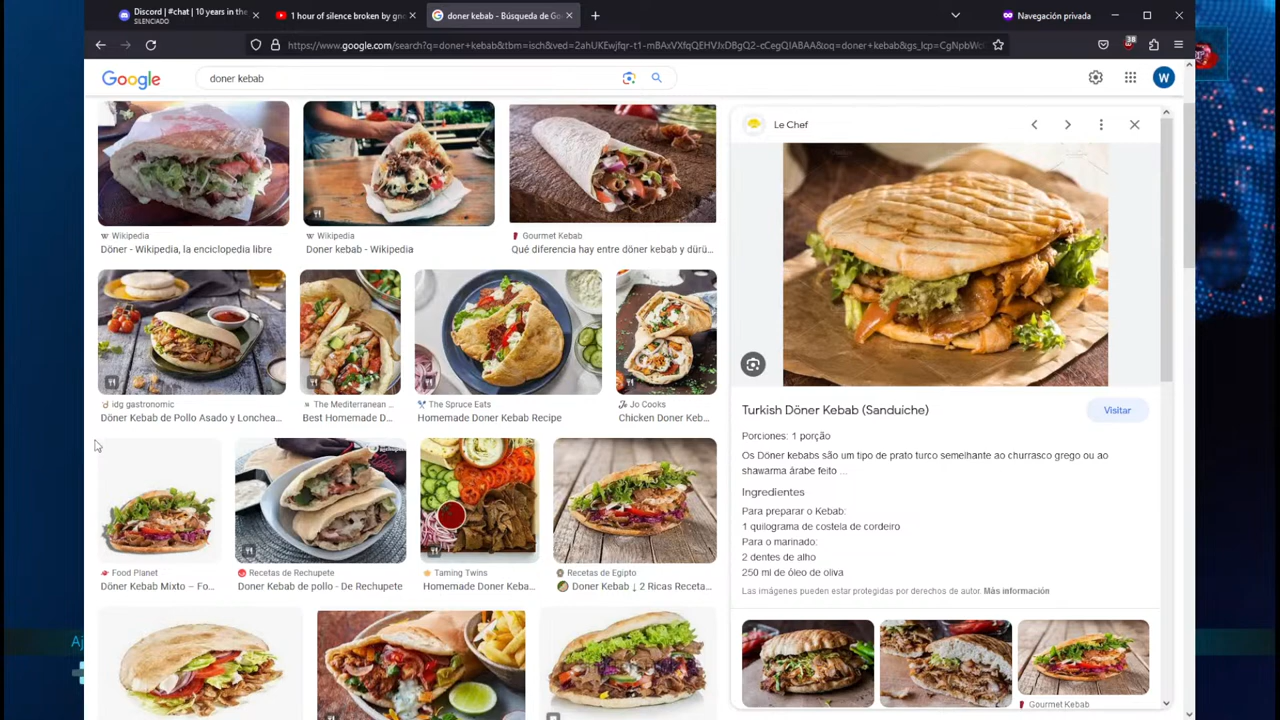 Discord | #chat | 10 years in the
SILENCIADO
1 hour of silence broken by gno
doner kebab - Búsqueda de Go
Navegación privada
38
Google
doner kebab
W
Wikipedia
Döner - Wikipedia, la enciclopedia libre
Wikipedia
Doner kebab - Wikipedia
Gourmet Kebab
Qué diferencia hay entre döner kebab y dürü...
idg gastronomic
Döner Kebab de Pollo Asado y Lonchea...
The Mediterranean ...
Best Homemade D...
The Spruce Eats
Homemade Doner Kebab Recipe
Jo Cooks
Chicken Doner Keb...
Food Planet
Döner Kebab Mixto – Fo...
Recetas de Rechupete
Doner Kebab de pollo - De Rechupete
Taming Twins
Homemade Doner Keba...
Recetas de Egipto
Doner Kebab ↓ 2 Ricas Receta...
Le Chef
Turkish Döner Kebab (Sanduiche)
Visitar
Porciones: 1 porção
Os Döner kebabs são um tipo de prato turco semelhante ao churrasco grego ou ao
shawarma árabe feito ...
Ingredientes
Para preparar o Kebab:
1 quilograma de costela de cordeiro
Para o marinado:
2 dentes de alho
250 ml de óleo de oliva
Las imágenes pueden estar protegidas por derechos de autor. Más información
Gourmet Kebab
Aj